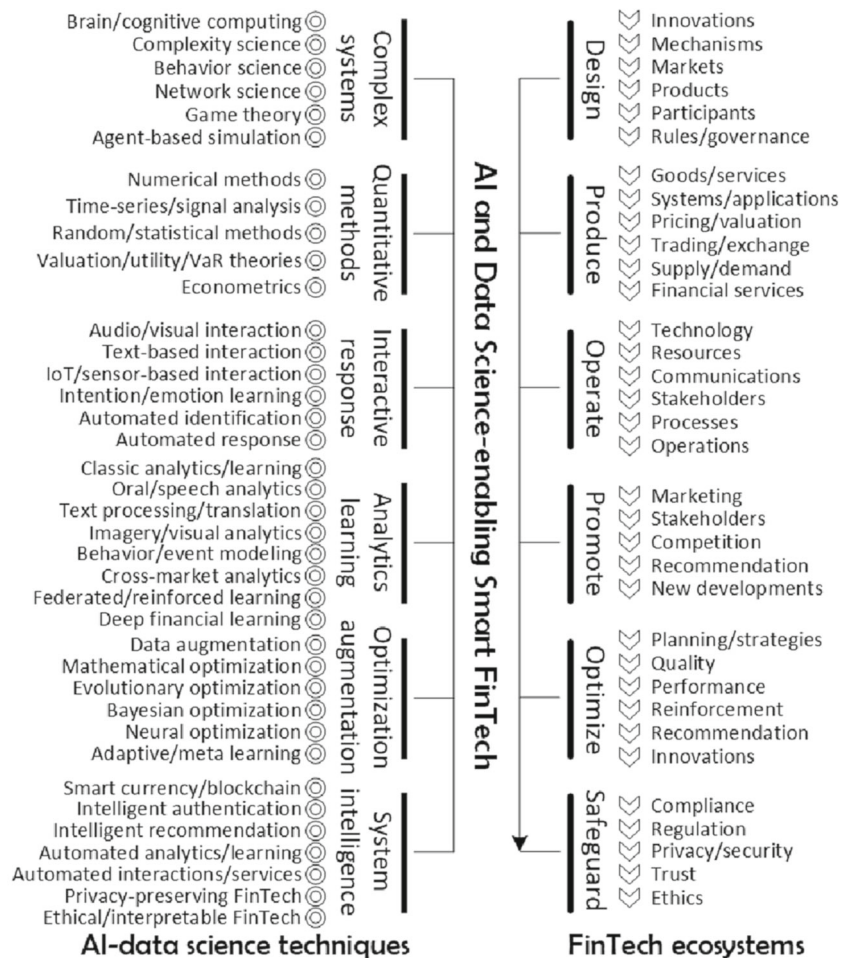 Brain/cognitive computing
Complexity science
Behavior science
Network science
Game theory
Agent-based simulation
Complex
systems
Numerical methods
Time-series/signal analysis
Random/statistical methods
Valuation/utility/VaR theories
Econometrics
Quantitative
methods
Audio/visual interaction
Text-based interaction
IoT/sensor-based interaction
Intention/emotion learning
Automated identification
Automated response
Interactive
response
Classic analytics/learning
Oral/speech analytics
Text processing/translation
Imagery/visual analytics
Behavior/event modeling
Cross-market analytics
Federated/reinforced learning
Deep financial learning
Analytics
learning
Data augmentation
Mathematical optimization
Evolutionary optimization
Bayesian optimization
Neural optimization
Adaptive/meta learning
Optimization
augmentation
Smart currency/blockchain
Intelligent authentication
Intelligent recommendation
Automated analytics/learning
Automated interactions/services
Privacy-preserving FinTech
Ethical/interpretable FinTech
System
intelligence
AI-data science techniques
AI and Data Science-enabling Smart FinTech
Design
Innovations
Mechanisms
Markets
Products
Participants
Rules/governance
Produce
Goods/services
Systems/applications
Pricing/valuation
Trading/exchange
Supply/demand
Financial services
Operate
Technology
Resources
Communications
Stakeholders
Processes
Operations
Promote
Marketing
Stakeholders
Competition
Recommendation
New developments
Optimize
Planning/strategies
Quality
Performance
Reinforcement
Recommendation
Innovations
Safeguard
Compliance
Regulation
Privacy/security
Trust
Ethics
FinTech ecosystems